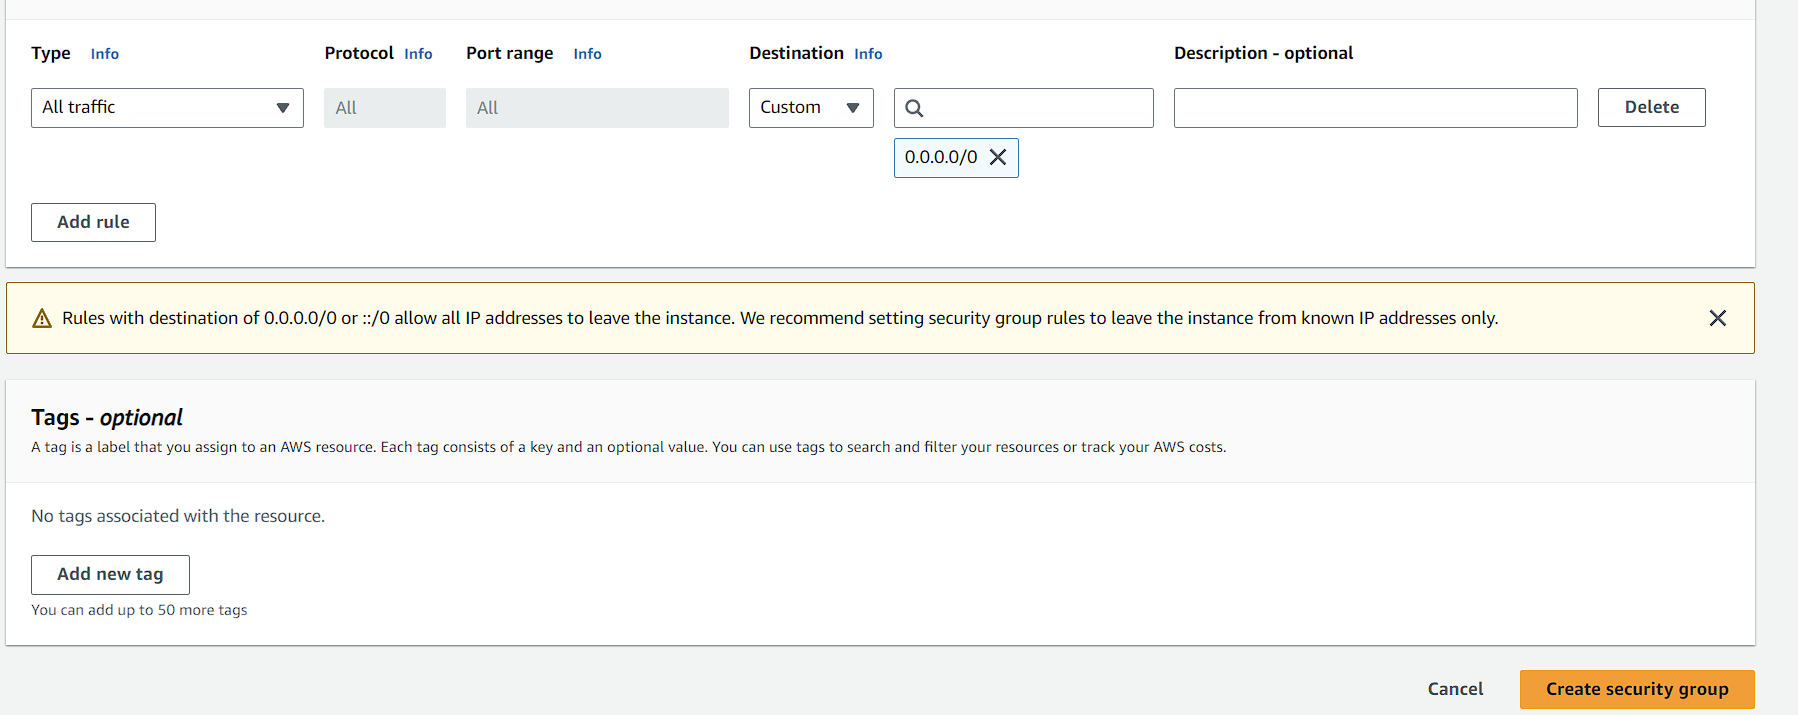 Type Info Protocol Info Port range Info Destination Info Description - optional
All traffic All All Custom Delete
0.0.0.0/0
Add rule
Rules with destination of 0.0.0.0/0 or ::/0 allow all IP addresses to leave the instance. We recommend setting security group rules to leave the instance from known IP addresses only.
Tags - optional
A tag is a label that you assign to an AWS resource. Each tag consists of a key and an optional value. You can use tags to search and filter your resources or track your AWS costs.
No tags associated with the resource.
Add new tag
You can add up to 50 more tags
Cancel Create security group